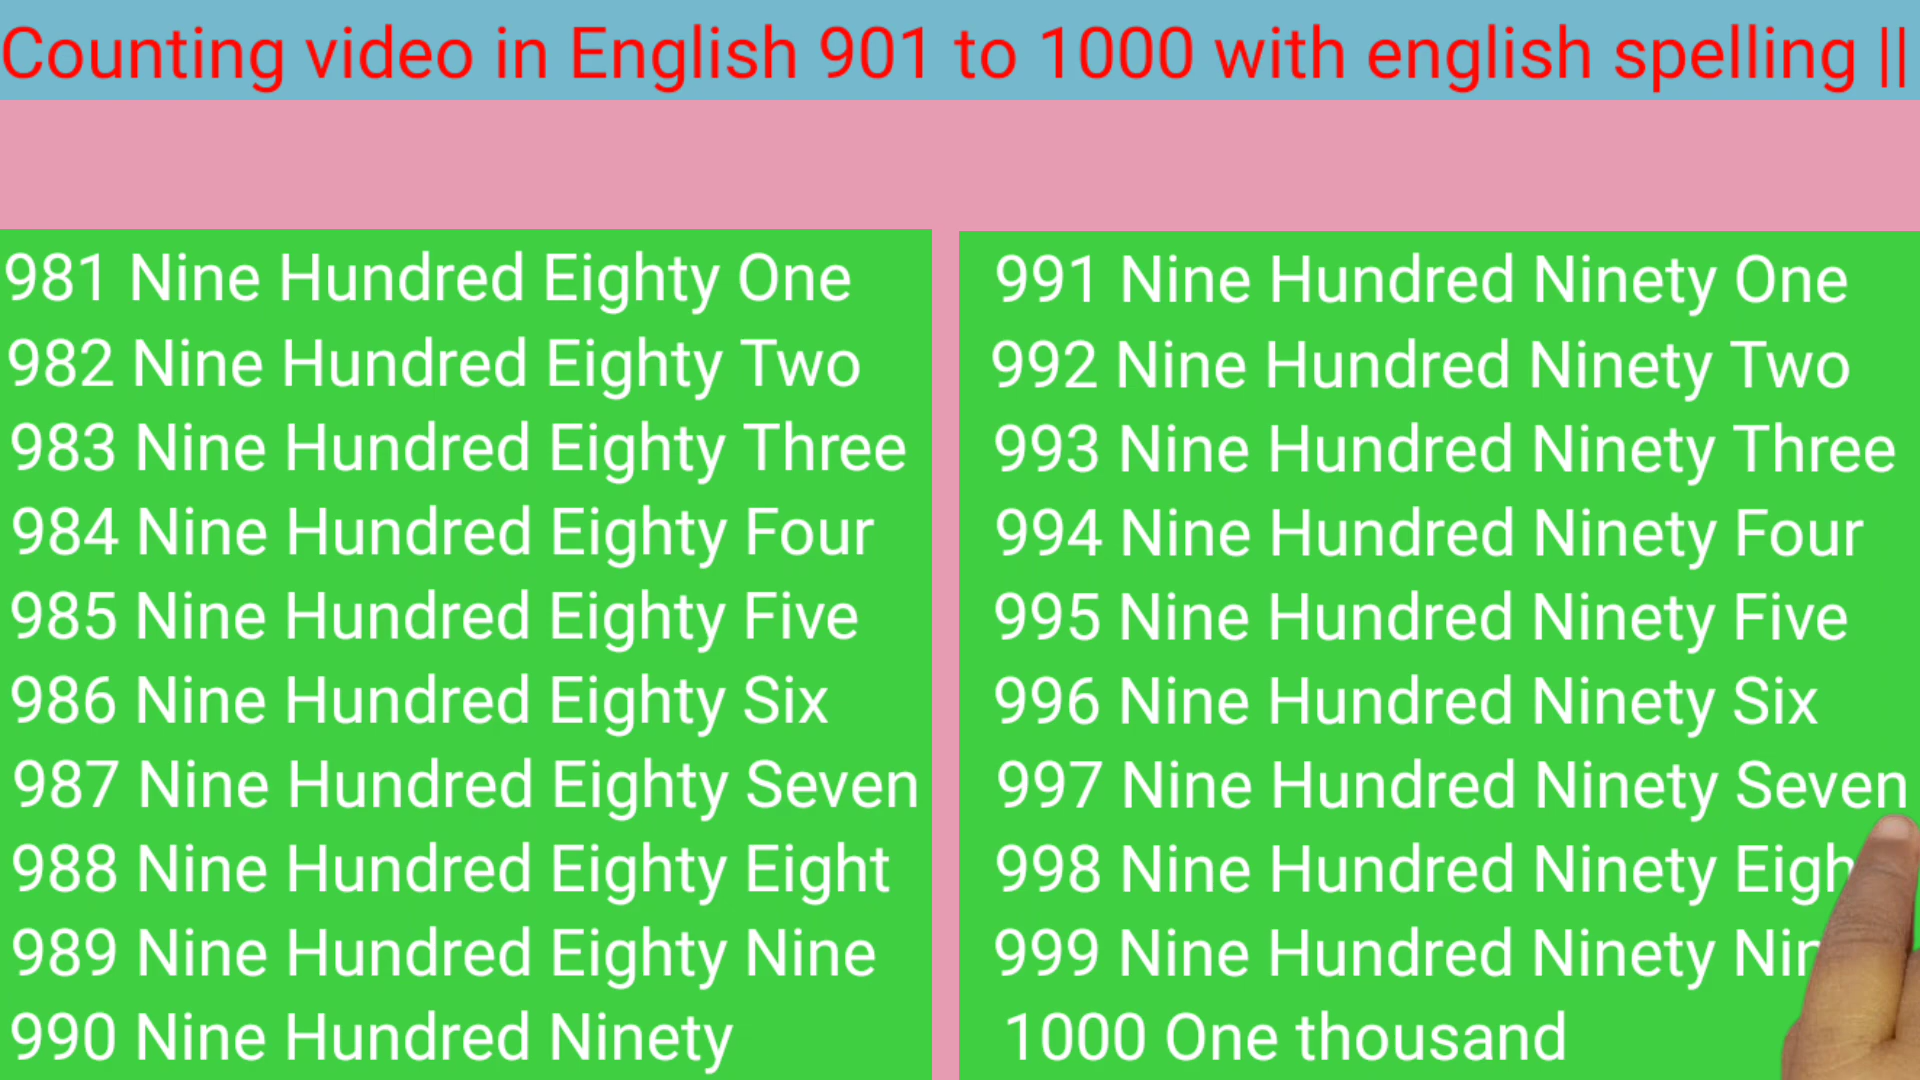 Counting video in English 901 to 1000 with english spelling ||
981 Nine Hundred Eighty One
982 Nine Hundred Eighty Two
983 Nine Hundred Eighty Three
984 Nine Hundred Eighty Four
985 Nine Hundred Eighty Five
986 Nine Hundred Eighty Six
987 Nine Hundred Eighty Seven
988 Nine Hundred Eighty Eight
989 Nine Hundred Eighty Nine
990 Nine Hundred Ninety
991 Nine Hundred Ninety One
992 Nine Hundred Ninety Two
993 Nine Hundred Ninety Three
994 Nine Hundred Ninety Four
995 Nine Hundred Ninety Five
996 Nine Hundred Ninety Six
997 Nine Hundred Ninety Seven
998 Nine Hundred Ninety
999 Nine Hundred Ninety
1000 One thousand